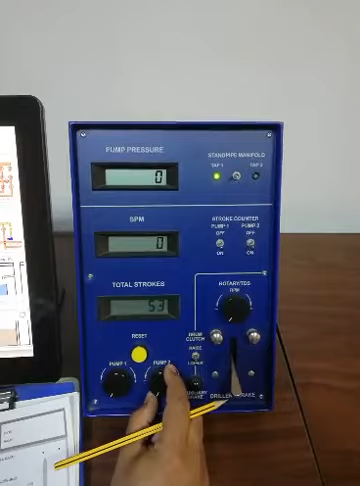 PUMP PRESSURE
0
STANDPIPE MANIFOLD
TAP 1 TAP 2
SPM
0
STROKE COUNTER
PUMP 1 PUMP 2
OFF OFF
ON ON
TOTAL STROKES
53
ROTARY/TDS
RPM
RESET
DRUM
CLUTCH
RAISE
LOWER
PUMP 1
PUMP 2
BRAKE